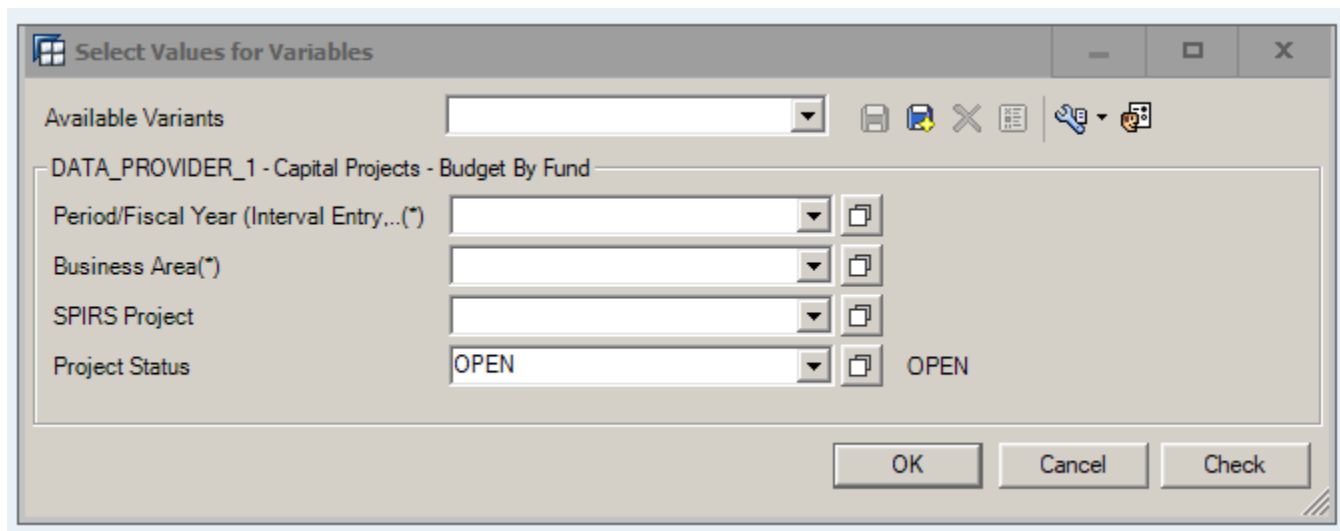 Select Values for Variables
Available Variants
DATA_PROVIDER_1 - Capital Projects - Budget By Fund
Period/Fiscal Year (Interval Entry,..(*)
Business Area(*)
SPIRS Project
Project Status OPEN OPEN
OK Cancel Check